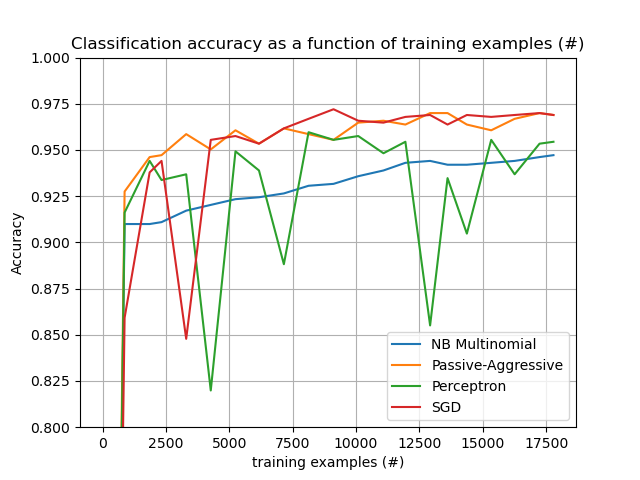 Classification accuracy as a function of training examples (#)
1.000
0.975
0.950
0.925
0.900
0.875
0.850
0.825
0.800
Accuracy
NB Multinomial
Passive-Aggressive
Perceptron
SGD
0 2500 5000 7500 10000 12500 15000 17500
training examples (#)